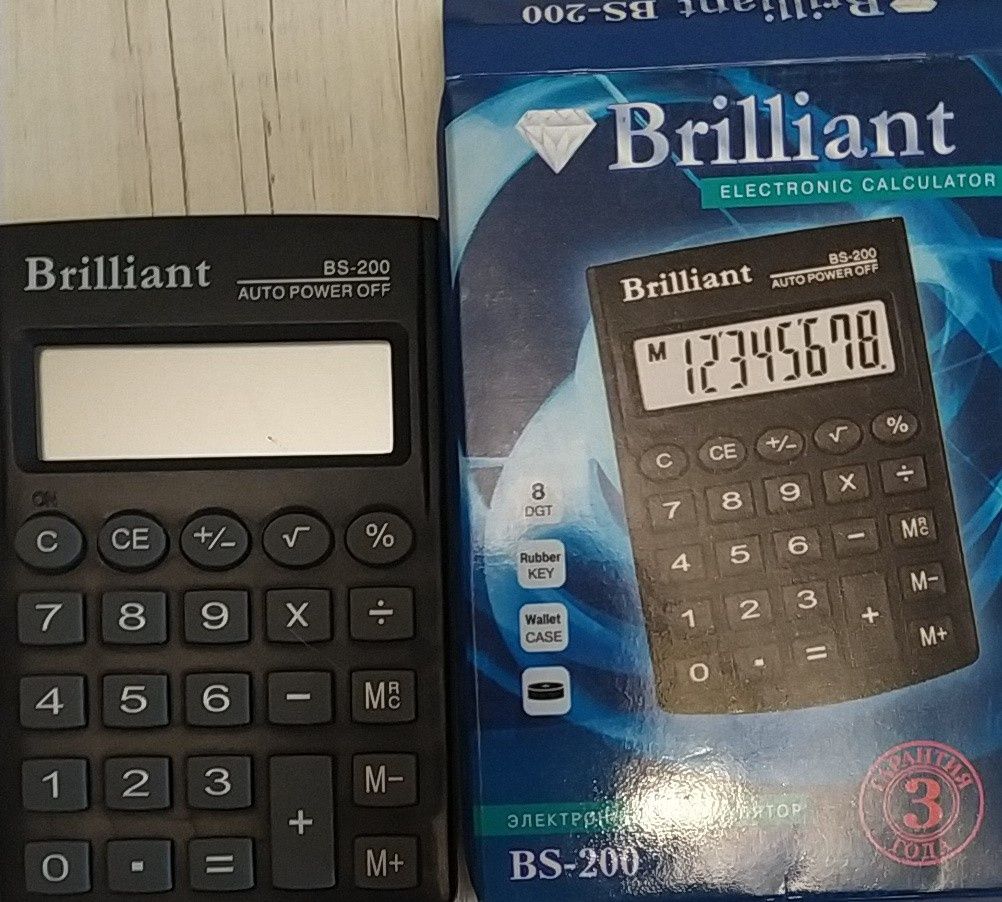 Brilliant BS-200
Brilliant
ELECTRONIC CALCULATOR
Brilliant
BS-200
AUTO POWER OFF
ON
C CE +/− √ %
7 8 9 X ÷
4 5 6 − MRC
1 2 3 M−
+
0 . = M+
Brilliant
BS-200
AUTO POWER OFF
M 12345678.
C CE +/− √ %
7 8 9 X ÷
4 5 6 − MRC
1 2 3 + M−
0 . = M+
8
DGT
Rubber
KEY
Wallet
CASE
ГАРАНТИЯ
3
ГОДА
BS-200